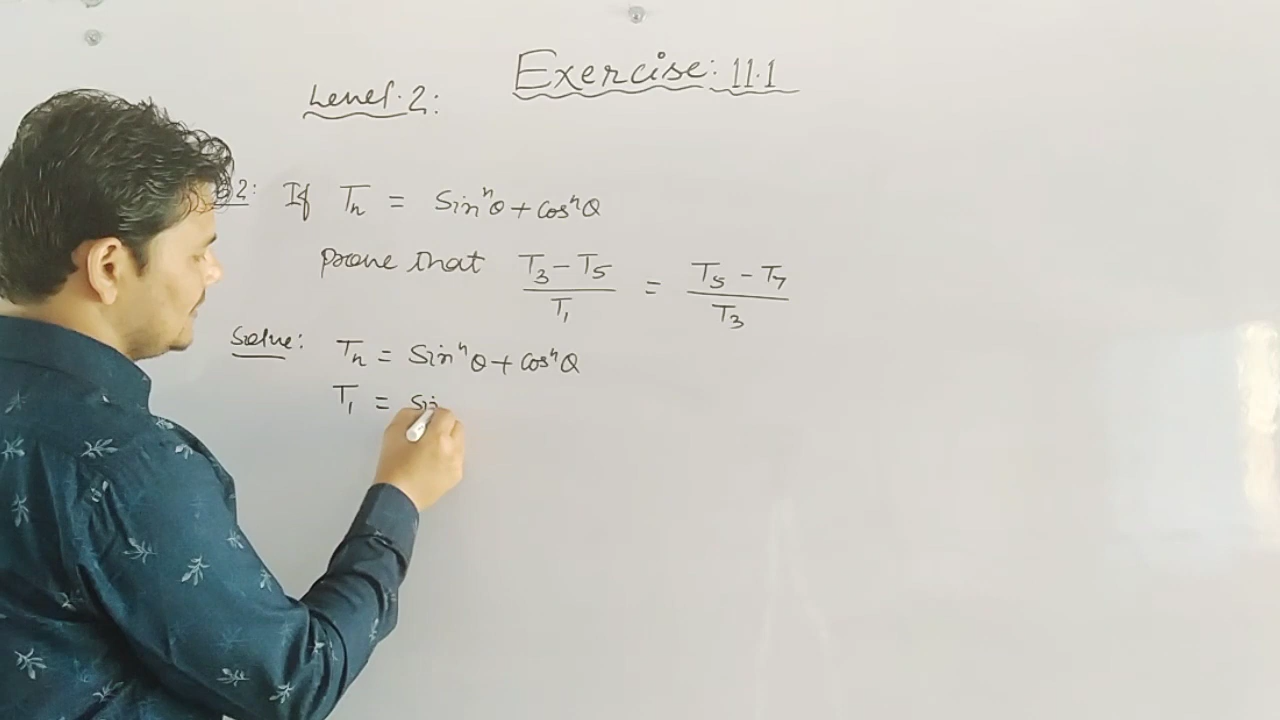 Exercise: 11.1
Level.2:
2: If Tn = Sin^nθ + cos^nθ
prove that (T3 - T5)/T1 = (T5 - T7)/T3
Solve: Tn = Sin^nθ + cos^nθ
T1 = Si